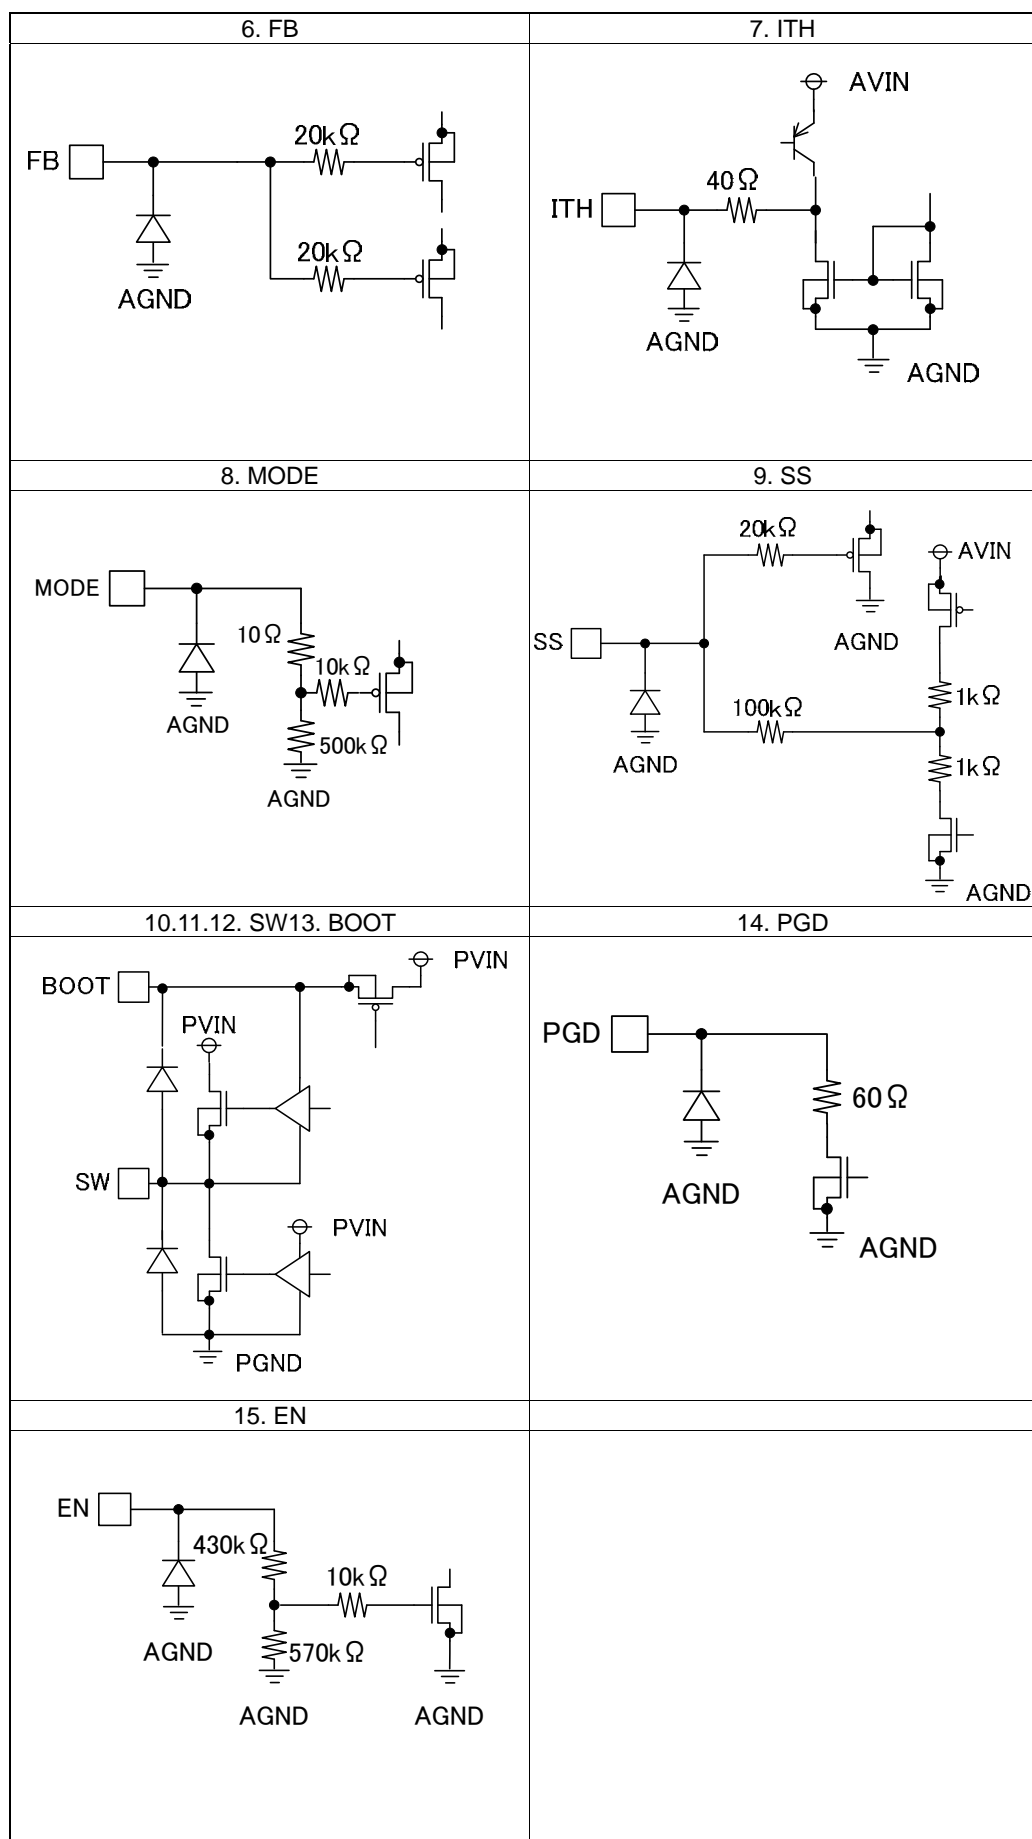 6. FB
FB
20kΩ
20kΩ
AGND
7. ITH
AVIN
ITH
40Ω
AGND
AGND
8. MODE
MODE
10Ω
10kΩ
AGND
500kΩ
AGND
9. SS
20kΩ
AVIN
SS
AGND
1kΩ
100kΩ
AGND
1kΩ
AGND
10.11.12. SW13. BOOT
BOOT
PVIN
PVIN
SW
PVIN
PGND
14. PGD
PGD
60Ω
AGND
AGND
15. EN
EN
430kΩ
10kΩ
AGND
570kΩ
AGND
AGND